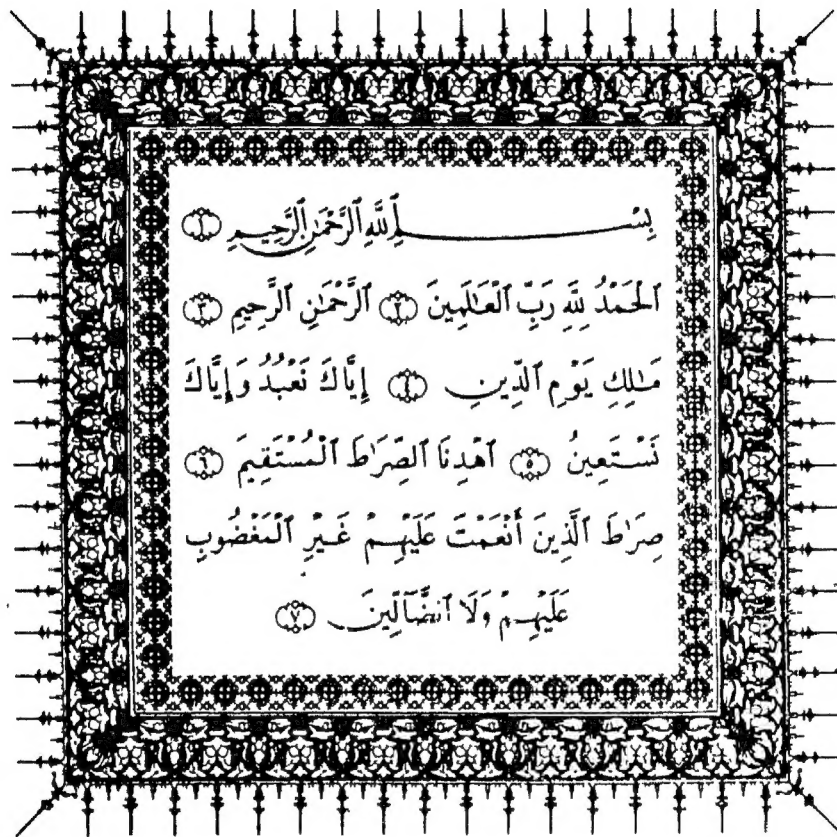 بِسْمِ ٱللَّهِ ٱلرَّحْمَٰنِ ٱلرَّحِيمِ ١
ٱلْحَمْدُ لِلَّهِ رَبِّ ٱلْعَٰلَمِينَ ٢ ٱلرَّحْمَٰنِ ٱلرَّحِيمِ ٣
مَٰلِكِ يَوْمِ ٱلدِّينِ ٤ إِيَّاكَ نَعْبُدُ وَإِيَّاكَ
نَسْتَعِينُ ٥ ٱهْدِنَا ٱلصِّرَٰطَ ٱلْمُسْتَقِيمَ ٦
صِرَٰطَ ٱلَّذِينَ أَنْعَمْتَ عَلَيْهِمْ غَيْرِ ٱلْمَغْضُوبِ
عَلَيْهِمْ وَلَا ٱلضَّآلِّينَ ٧